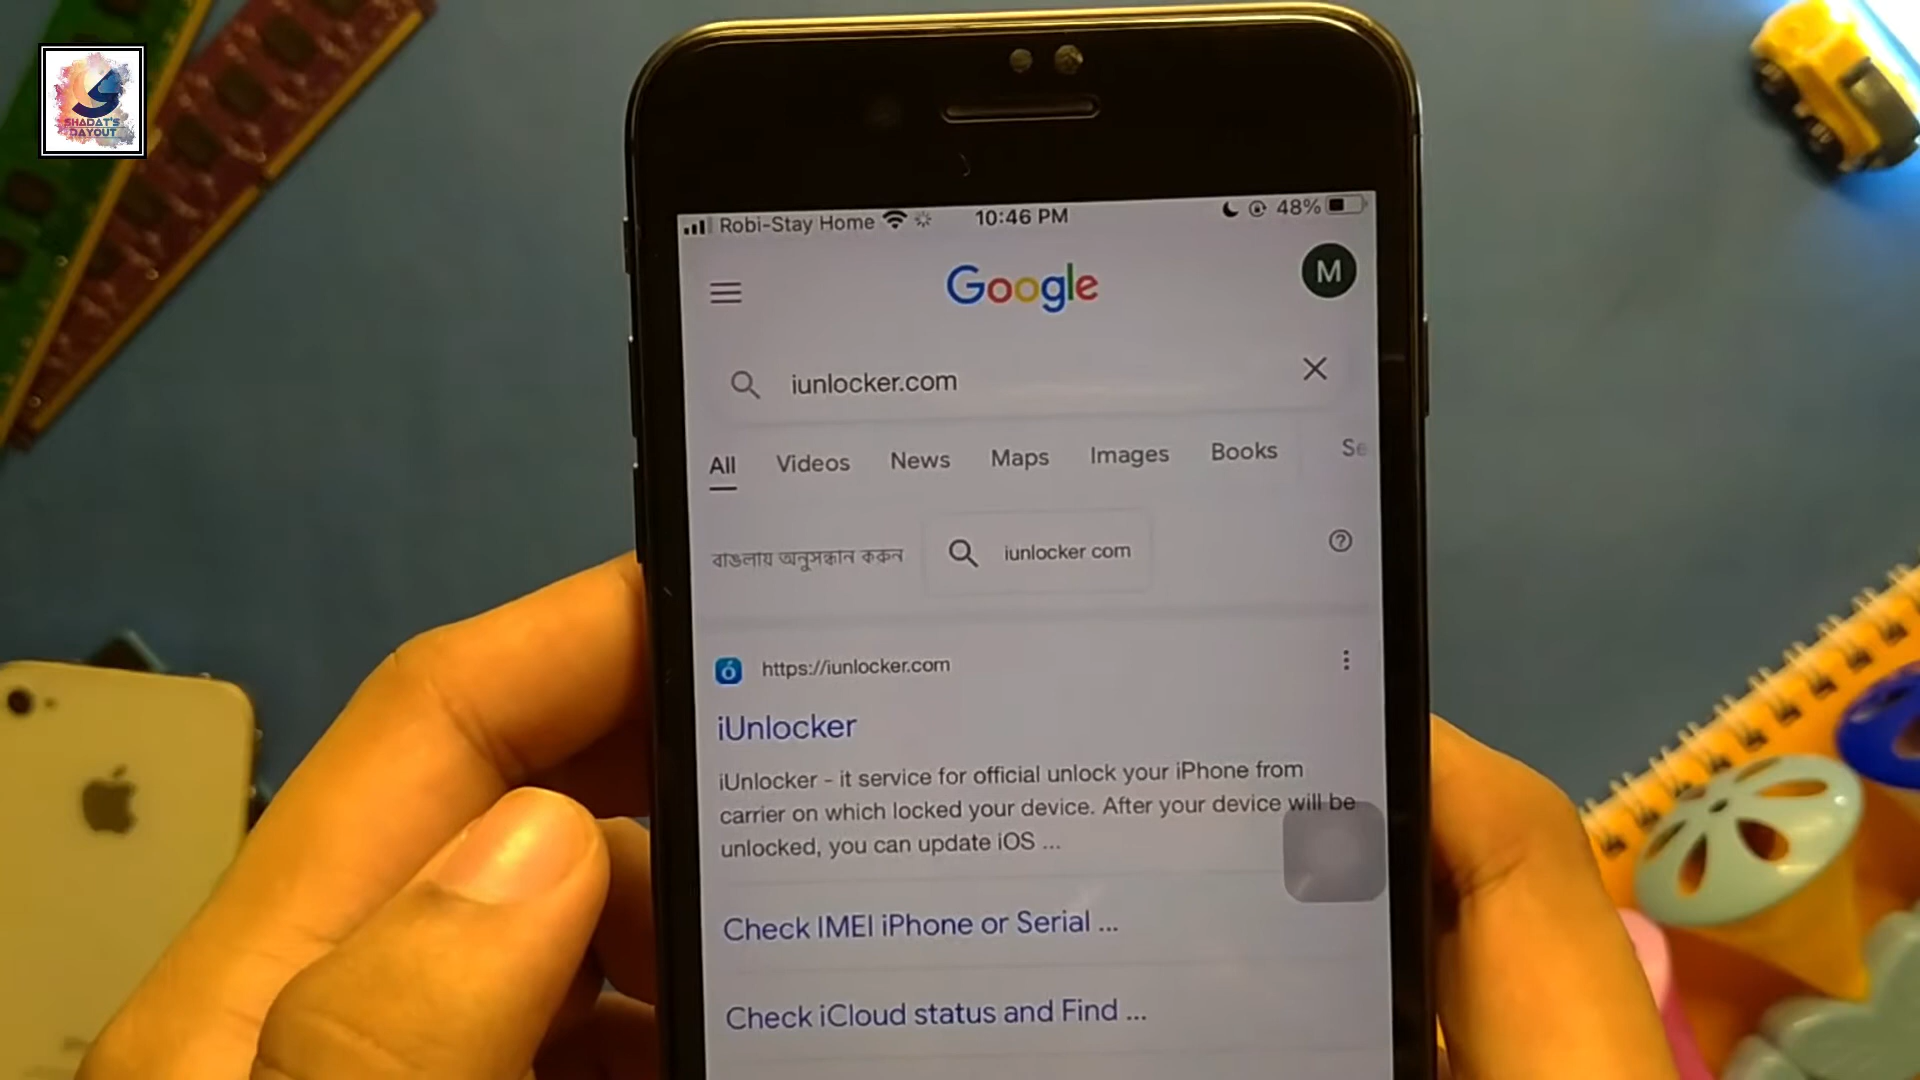 SHADAT'S
DAYOUT
Robi-Stay Home
10:46 PM
48%
Google
M
iunlocker.com
All Videos News Maps Images Books Se
বাঙলায় অনুসন্ধান করুন
iunlocker com
https://iunlocker.com
iUnlocker
iUnlocker - it service for official unlock your iPhone from
carrier on which locked your device. After your device will be
unlocked, you can update iOS ...
Check IMEI iPhone or Serial ...
Check iCloud status and Find ...